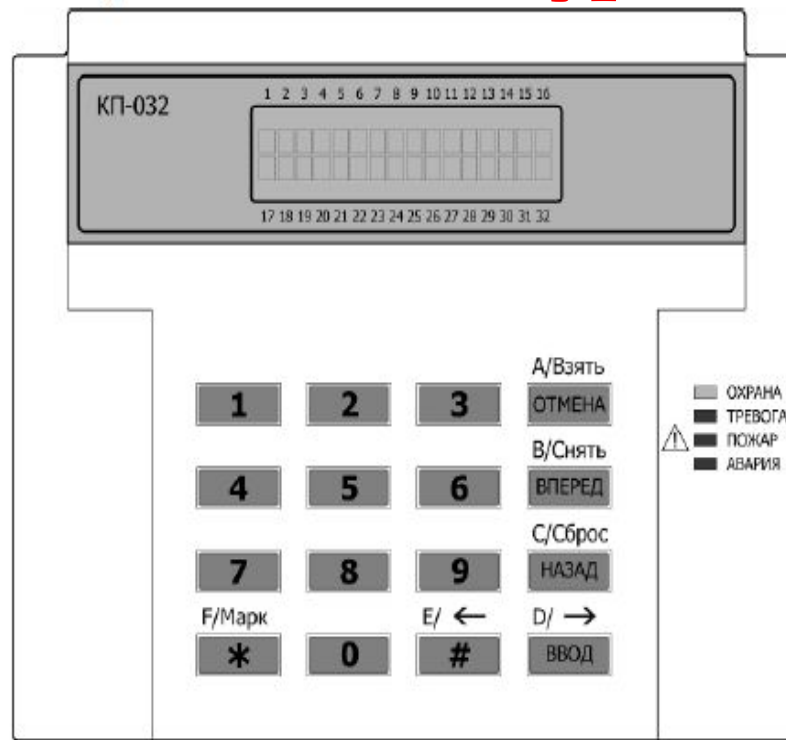 КП-032
1 2 3 4 5 6 7 8 9 10 11 12 13 14 15 16
17 18 19 20 21 22 23 24 25 26 27 28 29 30 31 32
А/Взять
1 2 3 ОТМЕНА
В/Снять
4 5 6 ВПЕРЕД
С/Сброс
7 8 9 НАЗАД
F/Марк E/ ← D/ →
* 0 # ВВОД
ОХРАНА
ТРЕВОГА
ПОЖАР
АВАРИЯ